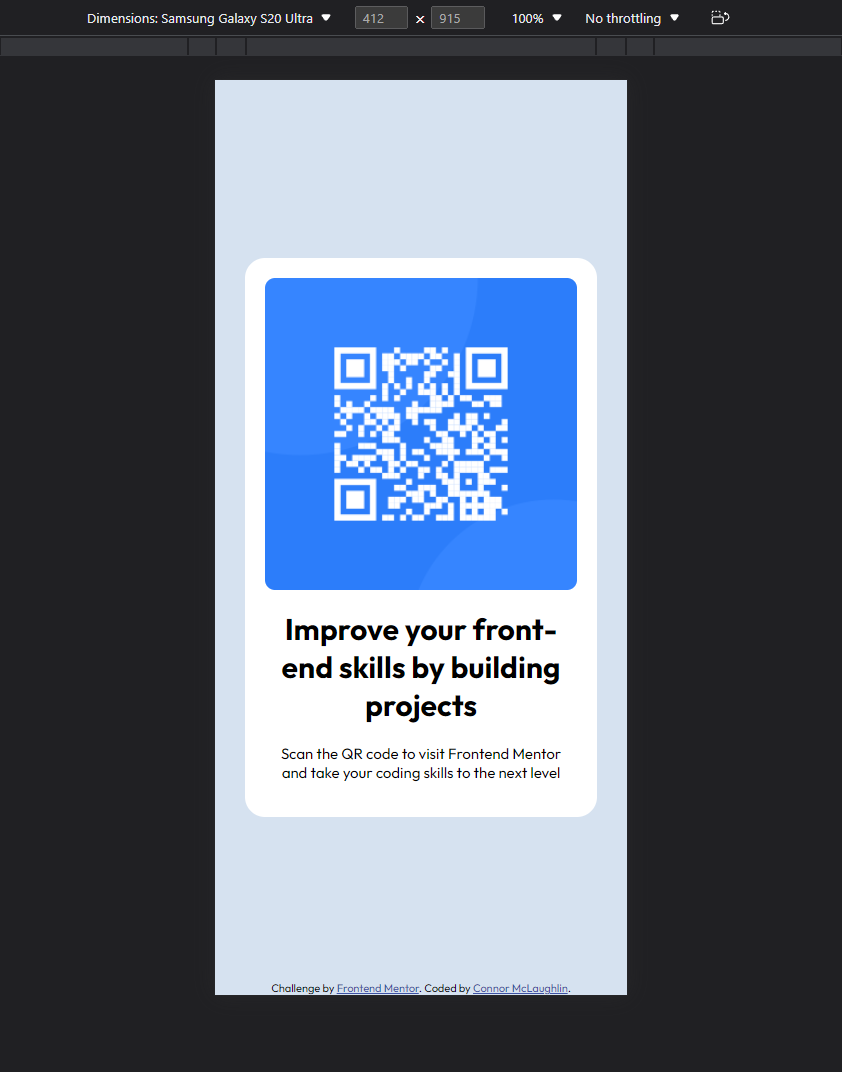 Dimensions: Samsung Galaxy S20 Ultra 412 × 915 100% No throttling
Improve your front-
end skills by building
projects
Scan the QR code to visit Frontend Mentor
and take your coding skills to the next level
Challenge by Frontend Mentor. Coded by Connor McLaughlin.